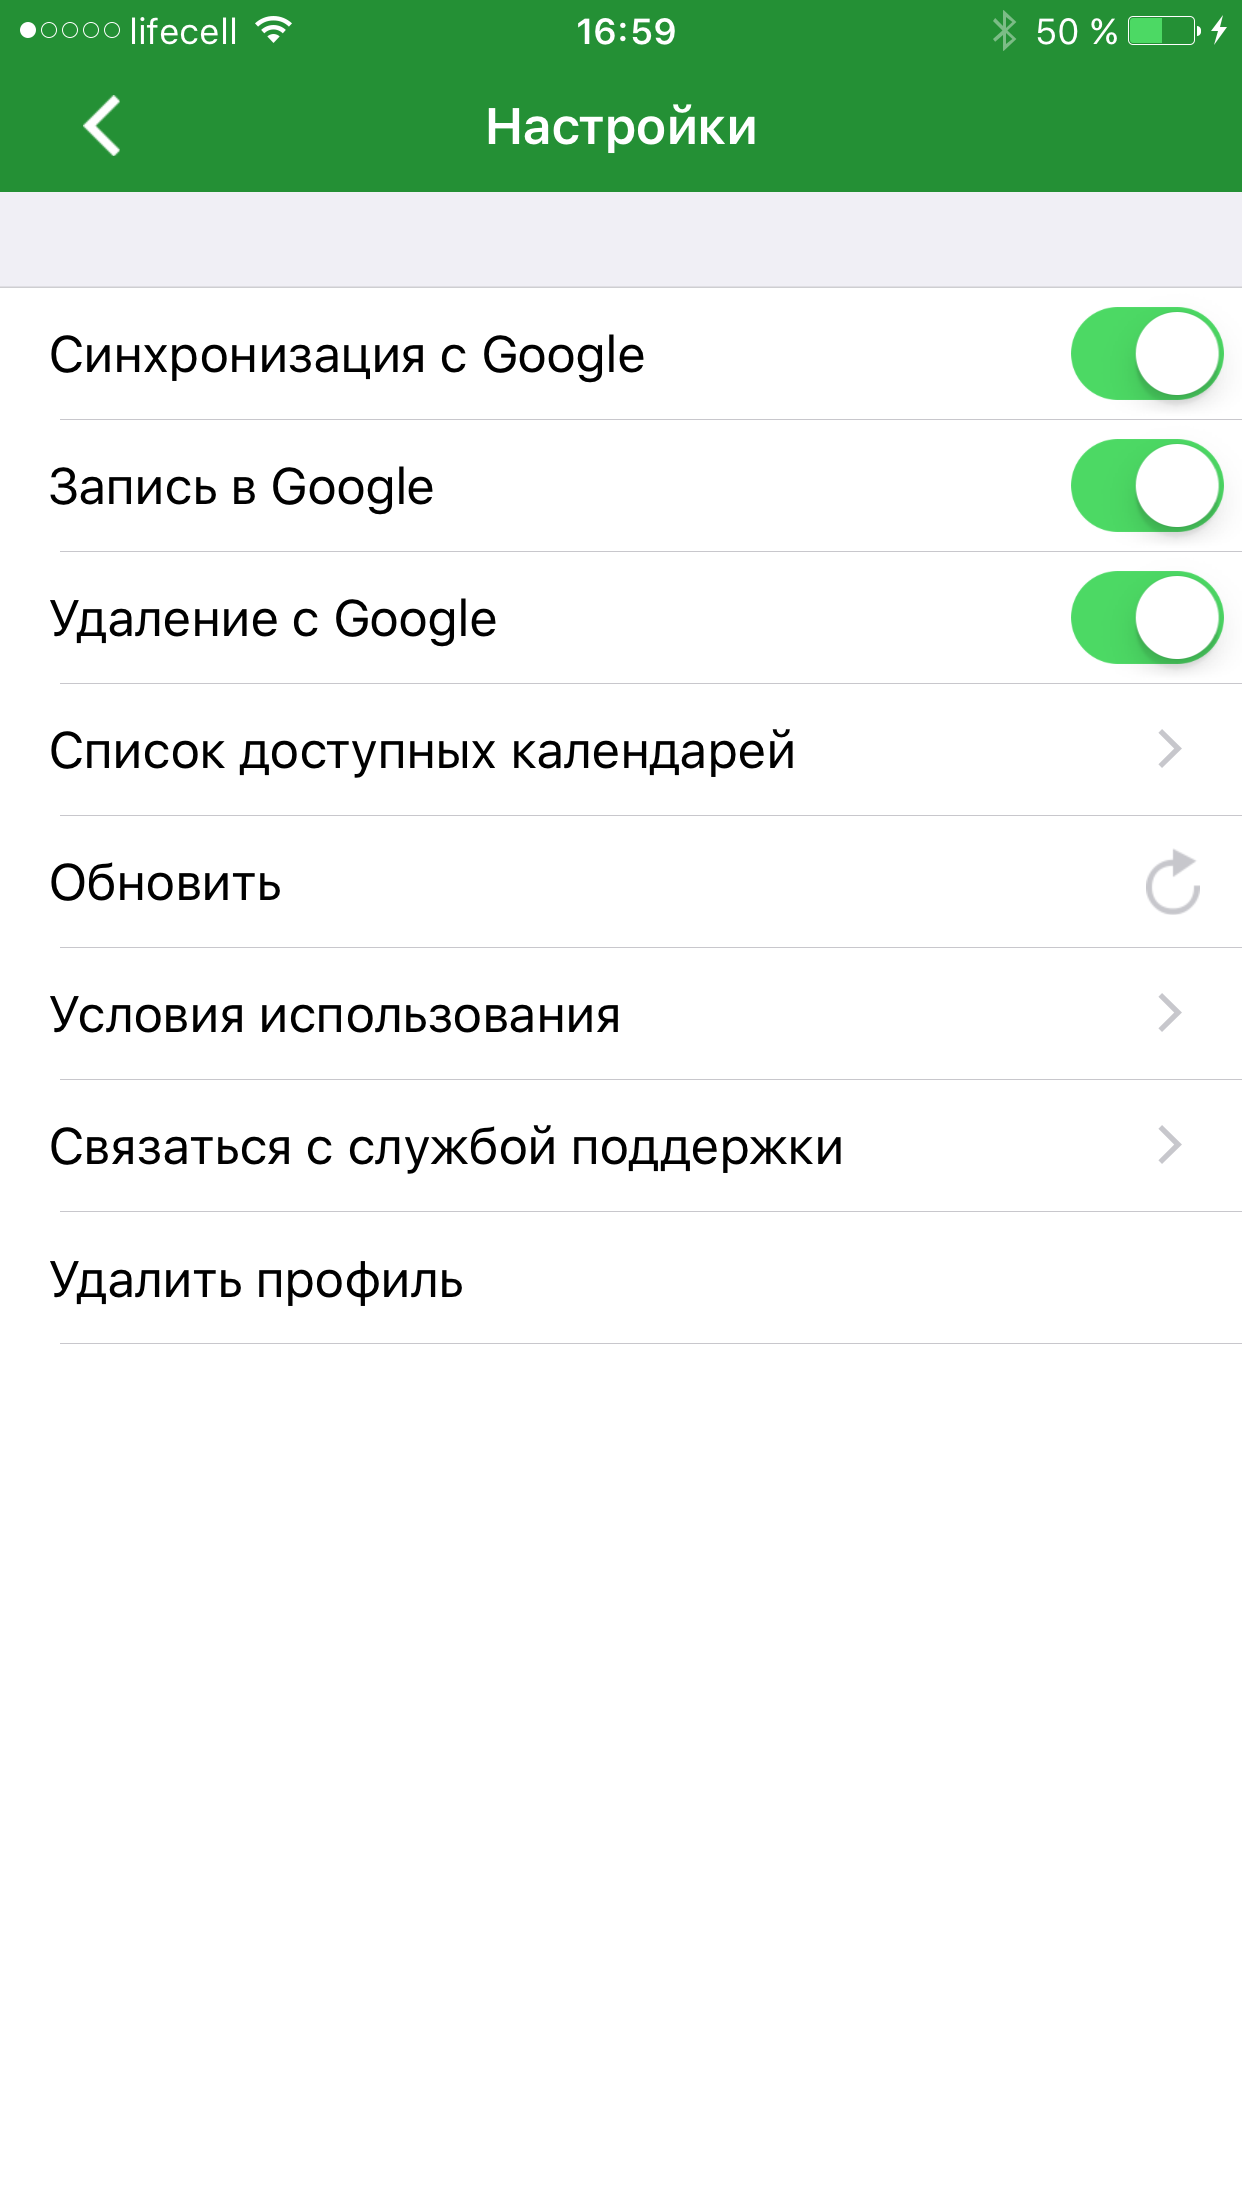 lifecell 16:59 50 %
Настройки
Синхронизация с Google
Запись в Google
Удаление с Google
Список доступных календарей
Обновить
Условия использования
Связаться с службой поддержки
Удалить профиль